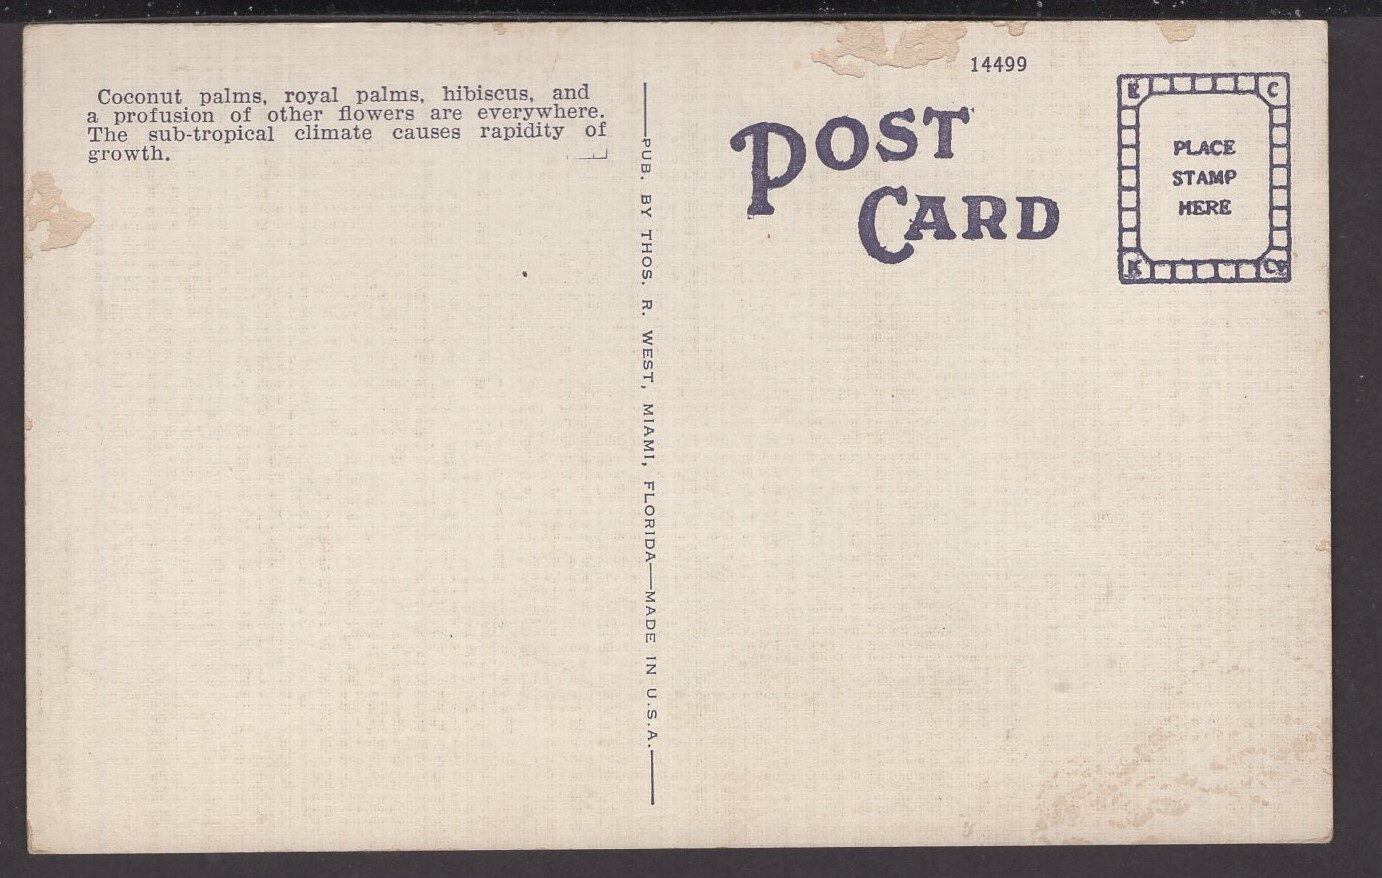 Coconut palms, royal palms, hibiscus, and
a profusion of other flowers are everywhere.
The sub-tropical climate causes rapidity of
growth.
PUB. BY THOS. R. WEST, MIAMI, FLORIDA—MADE IN U.S.A.
14499
POST
CARD
E C
PLACE
STAMP
HERE
K Co